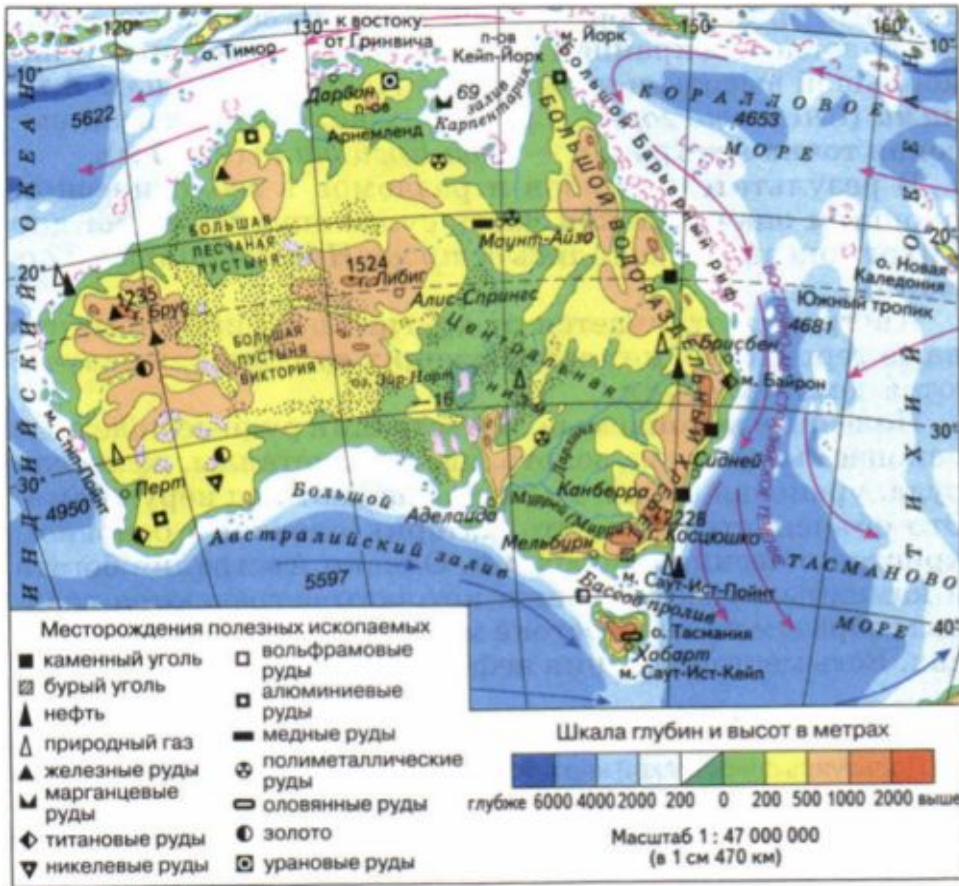 120°
130°
к востоку
от Гринвича
п-ов
Кейп-Йорк
м. Йорк
150°
160°
о. Тимор
10°
10°
5622
Дарвин
п-ов
Арнемленд
69
залив
Карпентария
Большой Барьерный риф
КОРАЛЛОВОЕ
4653
МОРЕ
БОЛЬШОЙ ВОДОРАЗДЕЛЬНЫЙ
БОЛЬШАЯ
ПЕСЧАНАЯ
ПУСТЫНЯ
Маунт-Айза
20°
20°
1524
г. Либиг
Алис-Спрингс
о. Новая
Каледония
Южный тропик
1235
г. Брус
БОЛЬШАЯ
ПУСТЫНЯ
ВИКТОРИЯ
Центральная
низм.
4681
Брисбен
м. Байрон
оз. Эйр-Норт
16
м. Стип-Пойнт
30°
30°
Дарлинг
Сидней
Канберра
Перт
4950
Большой
Австралийский залив
Аделаида
2228
г. Косцюшко
Мельбурн
5597
м. Саут-Ист-Пойнт
Бассов пролив
ТАСМАНОВО
МОРЕ
40°
о. Тасмания
Хобарт
м. Саут-Ист-Кейп
ИНДИЙСКИЙ ОКЕАН
ТИХИЙ ОКЕАН
Месторождения полезных ископаемых
каменный уголь
бурый уголь
нефть
природный газ
железные руды
марганцевые
руды
титановые руды
никелевые руды
вольфрамовые
руды
алюминиевые
руды
медные руды
полиметаллические
руды
оловянные руды
золото
урановые руды
Шкала глубин и высот в метрах
глубже 6000 4000 2000 200 0 200 500 1000 2000 выше
Масштаб 1 : 47 000 000
(в 1 см 470 км)